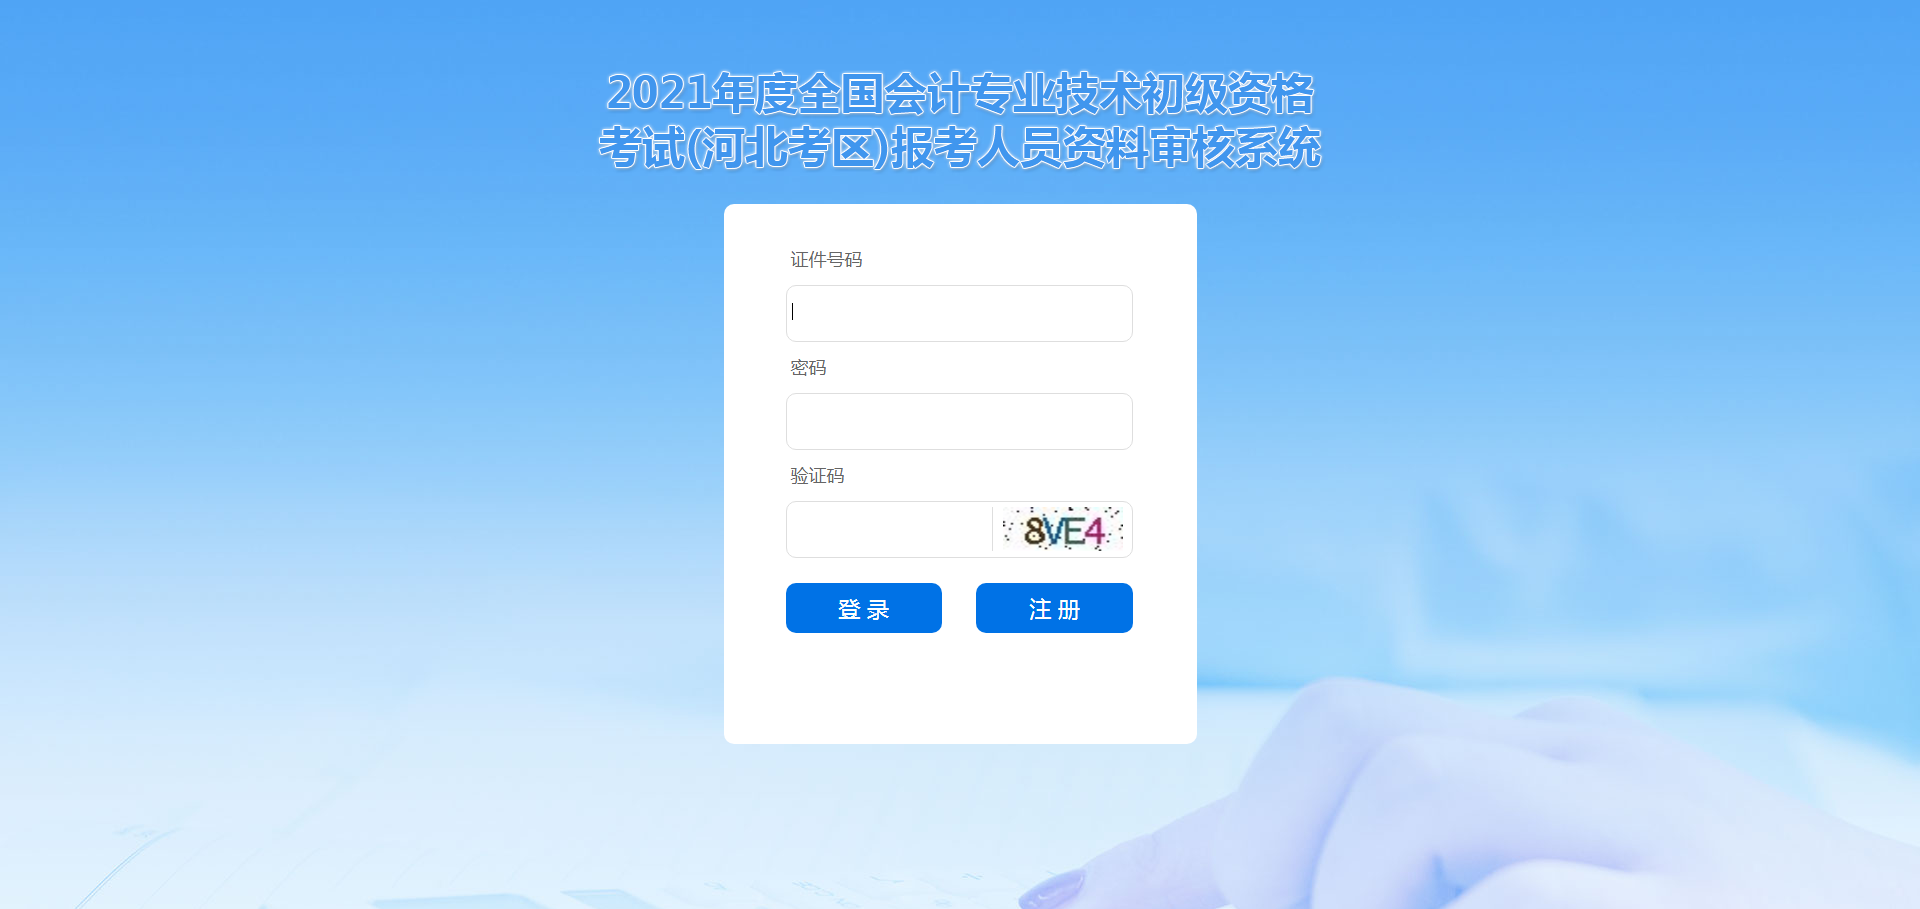 2021年度全国会计专业技术初级资格
考试(河北考区)报考人员资料审核系统
证件号码
密码
验证码
8VE4
登 录
注 册